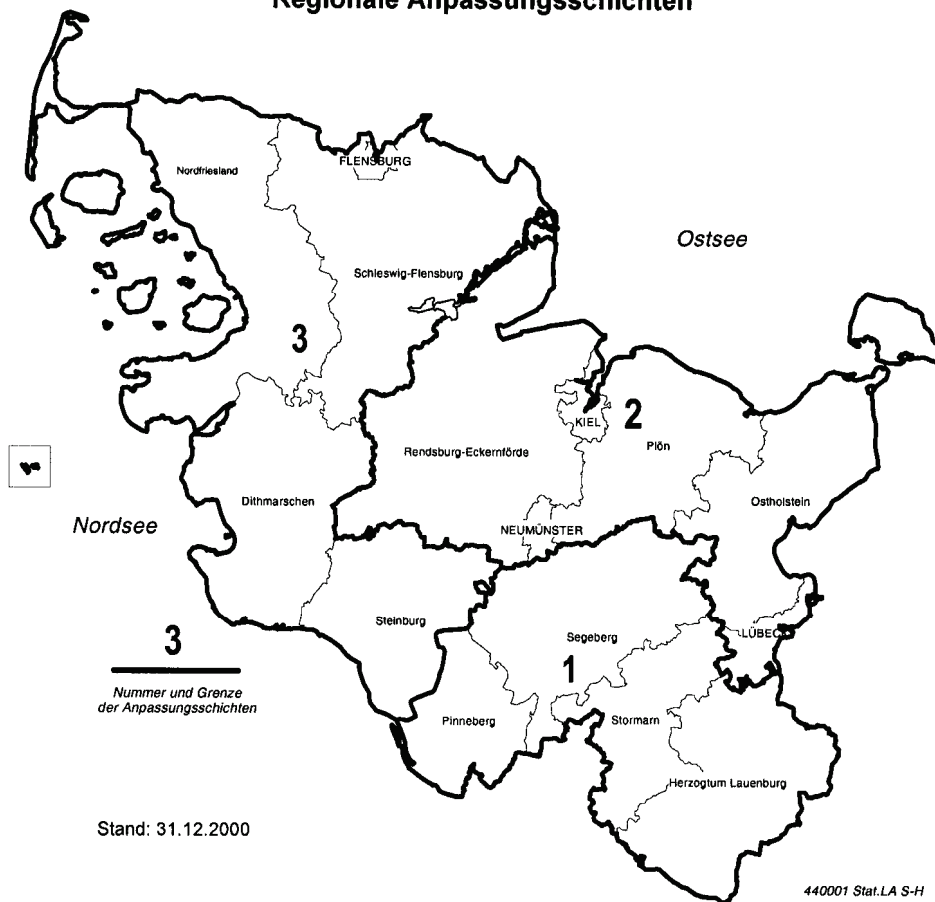 Regionale Anpassungsschichten
FLENSBURG
Nordfriesland
Ostsee
Schleswig-Flensburg
3
2
KIEL
Plön
Rendsburg-Eckernförde
Dithmarschen
Ostholstein
Nordsee
NEUMÜNSTER
Steinburg
Segeberg
LÜBECK
3
1
Nummer und Grenze
der Anpassungsschichten
Pinneberg
Stormarn
Herzogtum Lauenburg
Stand: 31.12.2000
440001 Stat.LA S-H